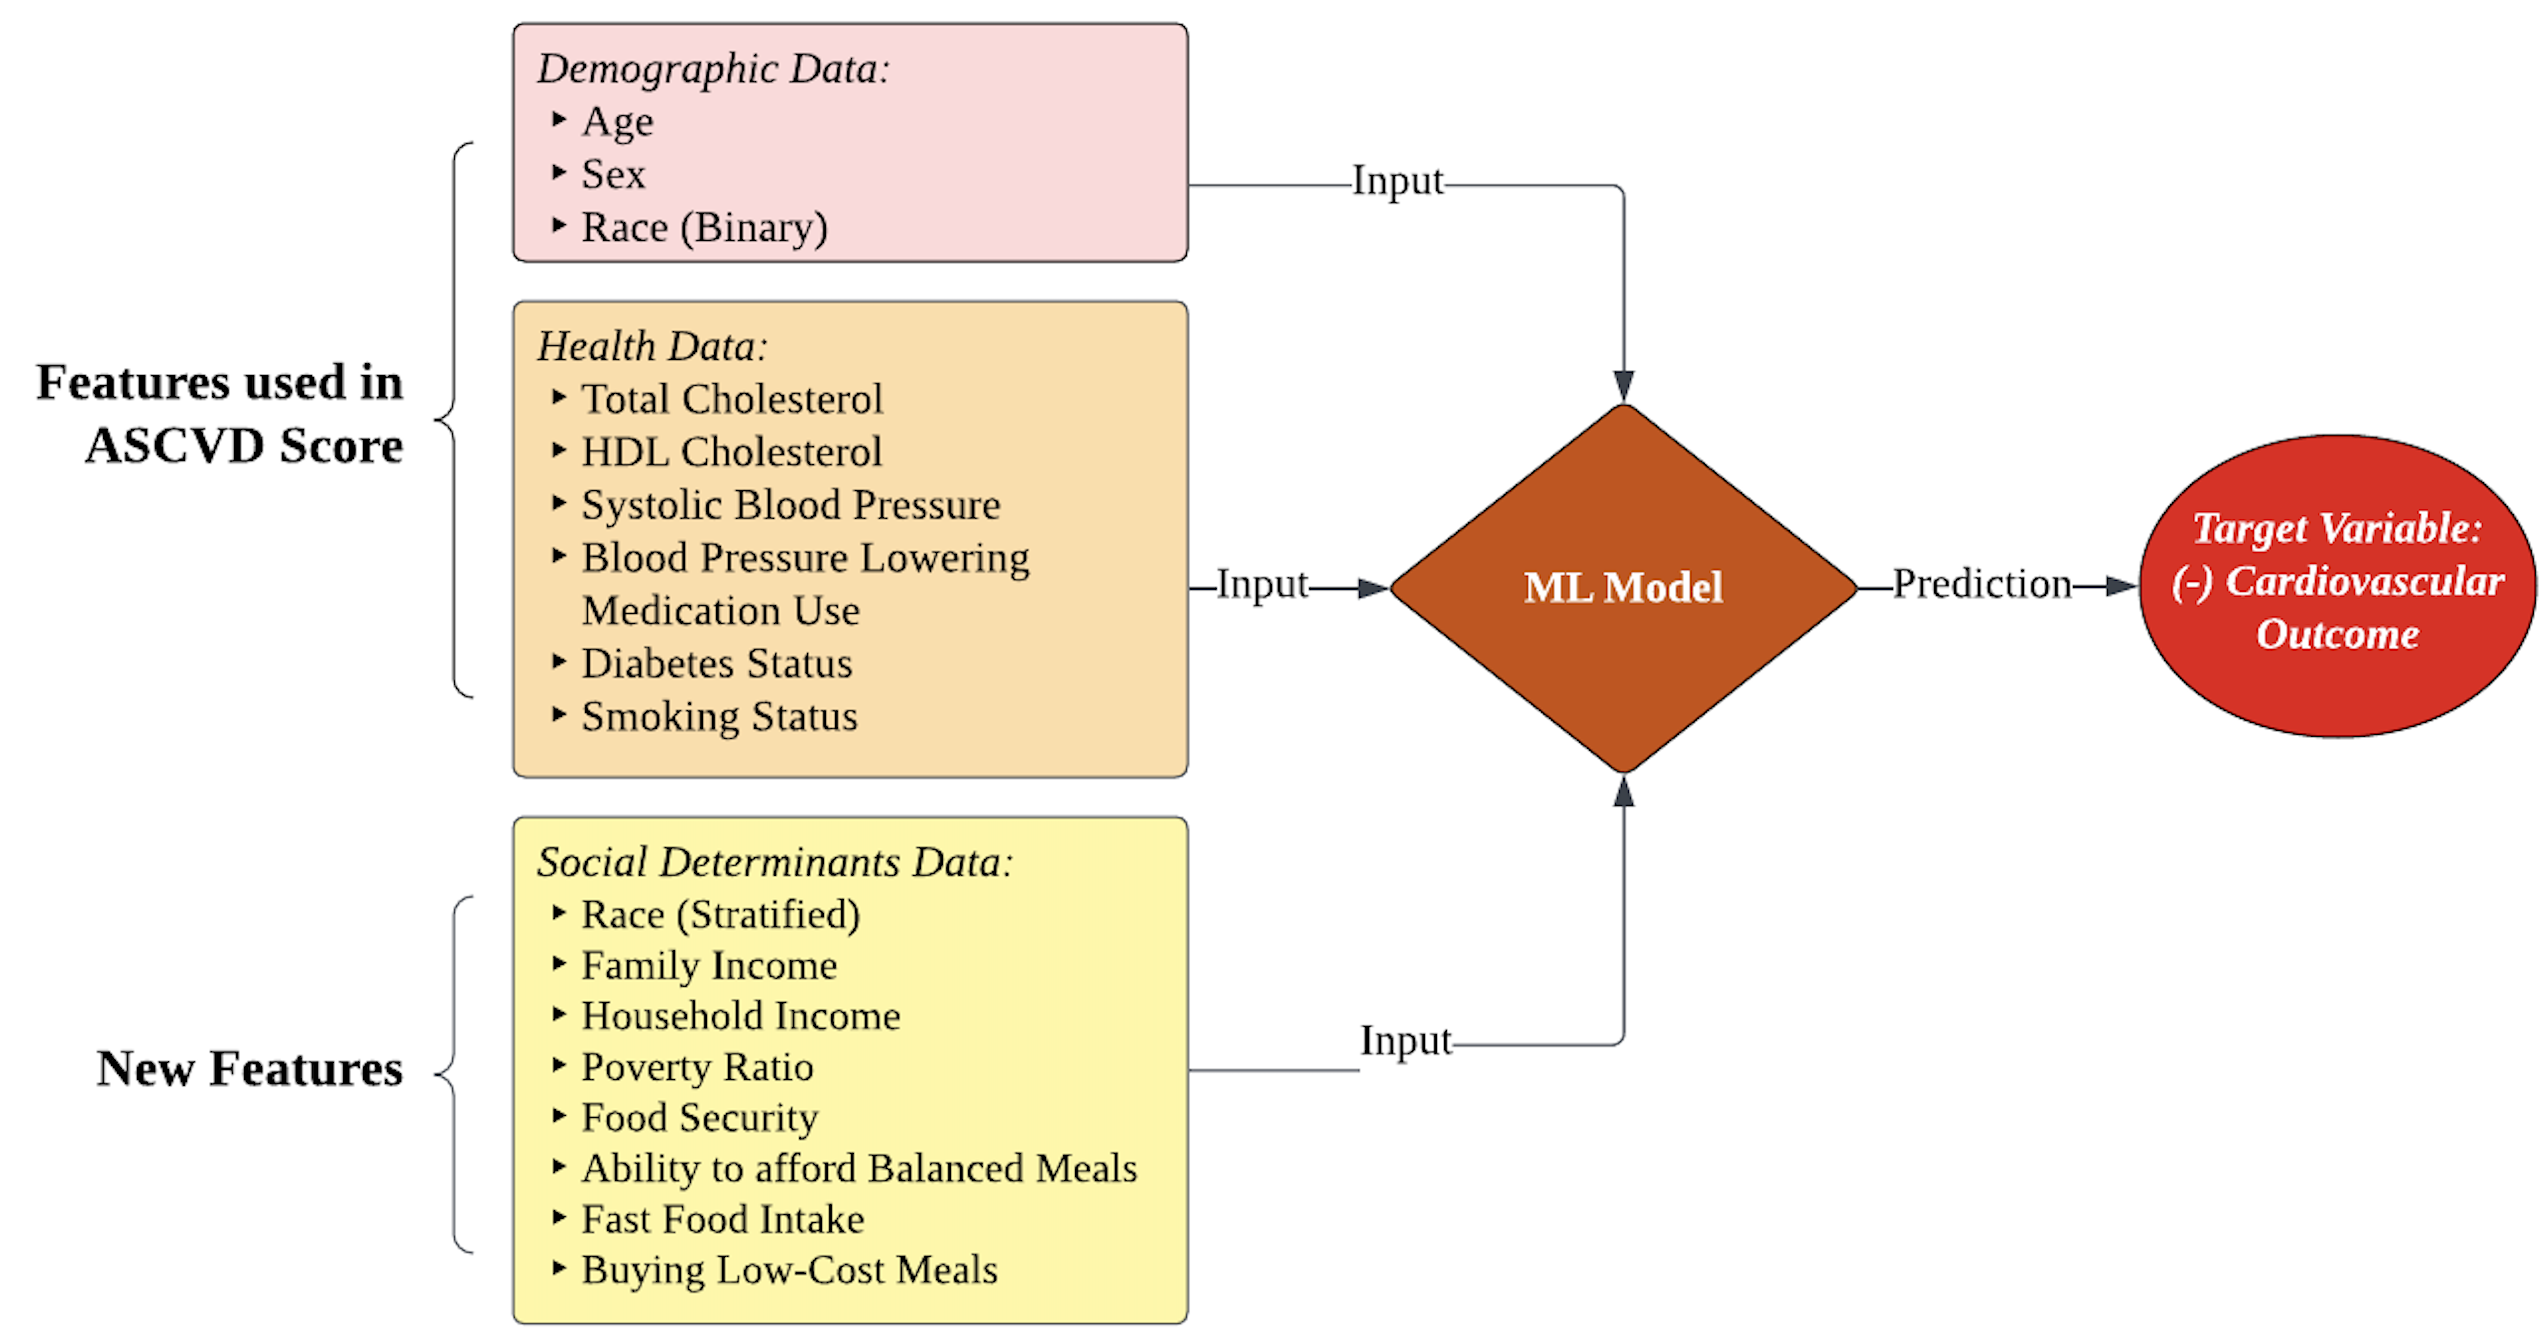 Features used in
ASCVD Score
Demographic Data:
Age
Sex
Race (Binary)
Health Data:
Total Cholesterol
HDL Cholesterol
Systolic Blood Pressure
Blood Pressure Lowering
Medication Use
Diabetes Status
Smoking Status
New Features
Social Determinants Data:
Race (Stratified)
Family Income
Household Income
Poverty Ratio
Food Security
Ability to afford Balanced Meals
Fast Food Intake
Buying Low-Cost Meals
Input
Input
Input
ML Model
Prediction
Target Variable:
(-) Cardiovascular
Outcome